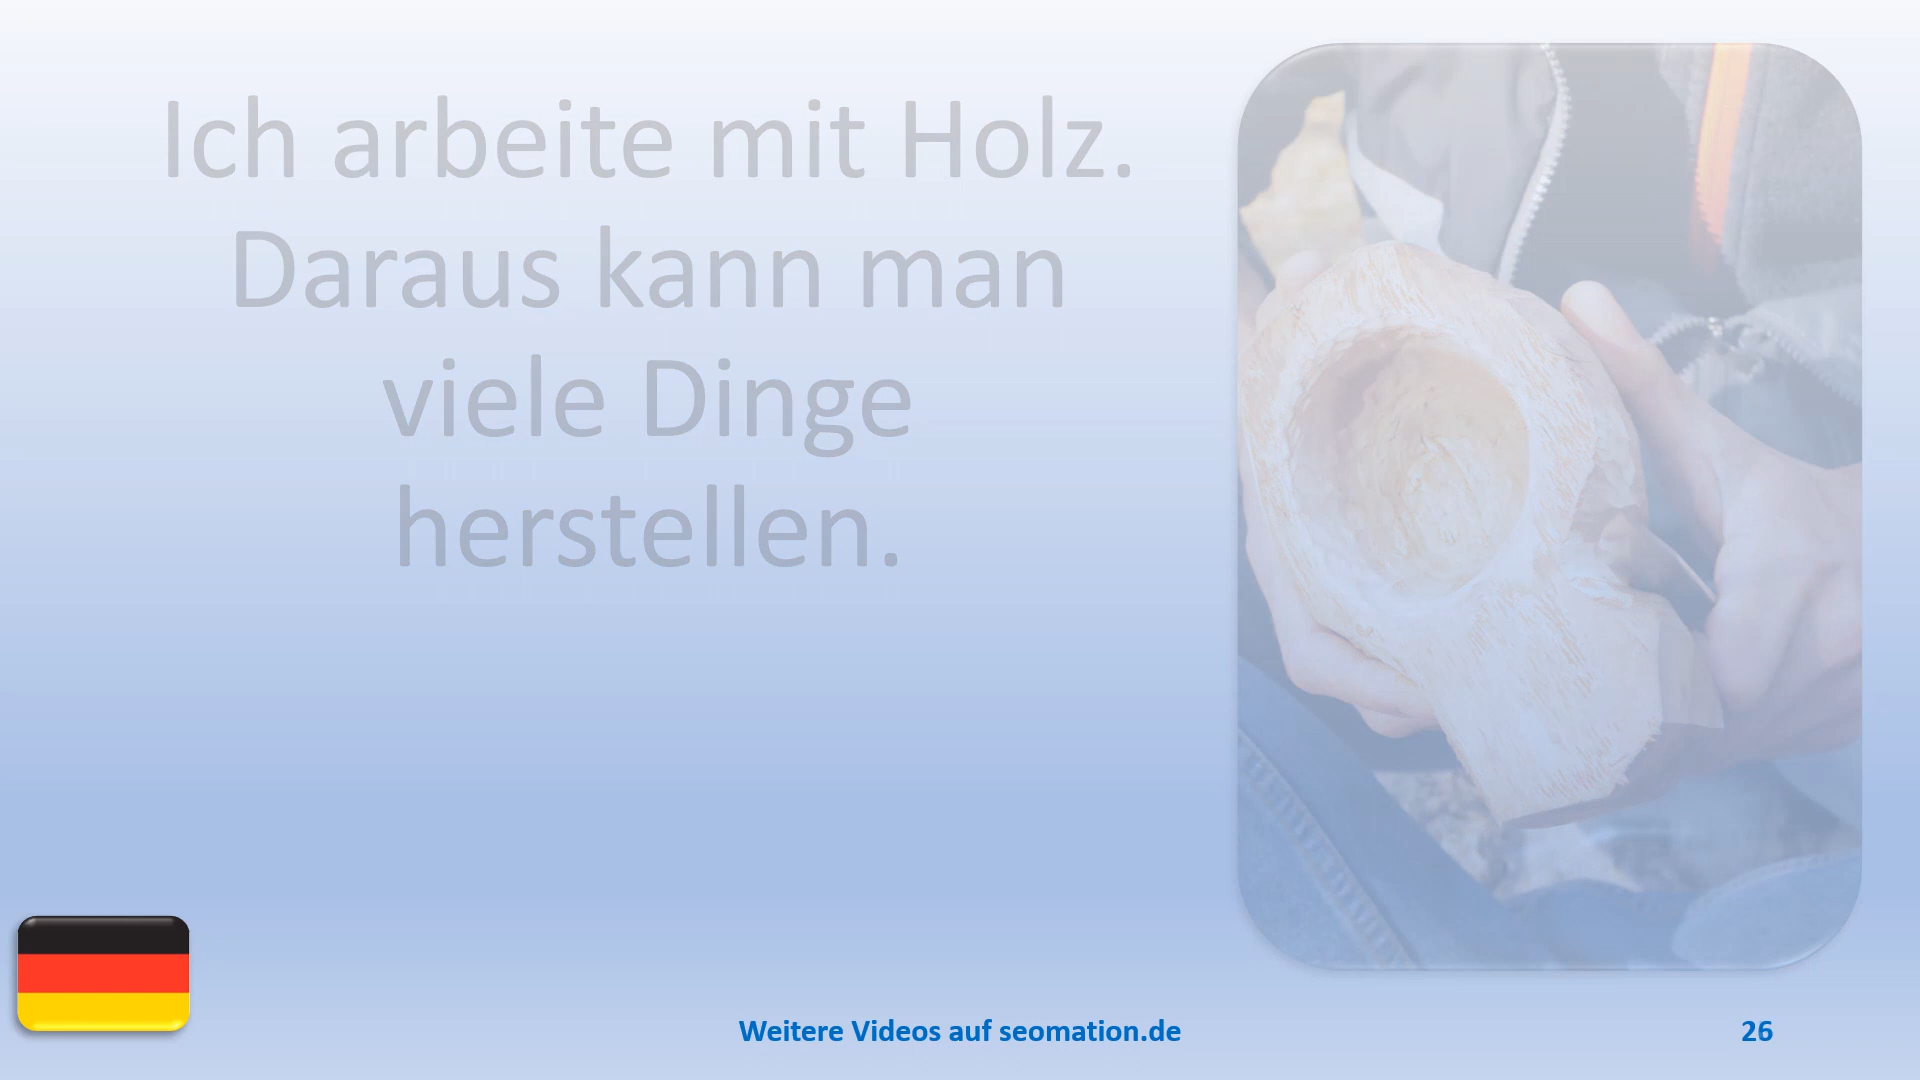 Ich arbeite mit Holz.
Daraus kann man
viele Dinge
herstellen.
Weitere Videos auf seomation.de
26